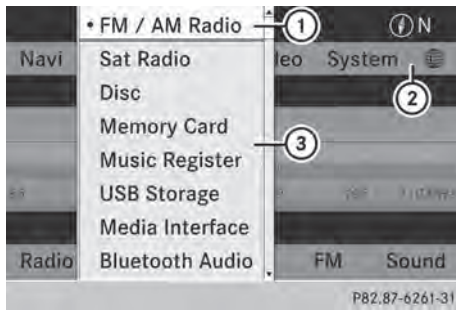 • FM / AM Radio 1 N
Navi Sat Radio leo System
Disc 2
Memory Card
3
Music Register
USB Storage
Media Interface
Radio Bluetooth Audio FM Sound
P82.87-6261-31